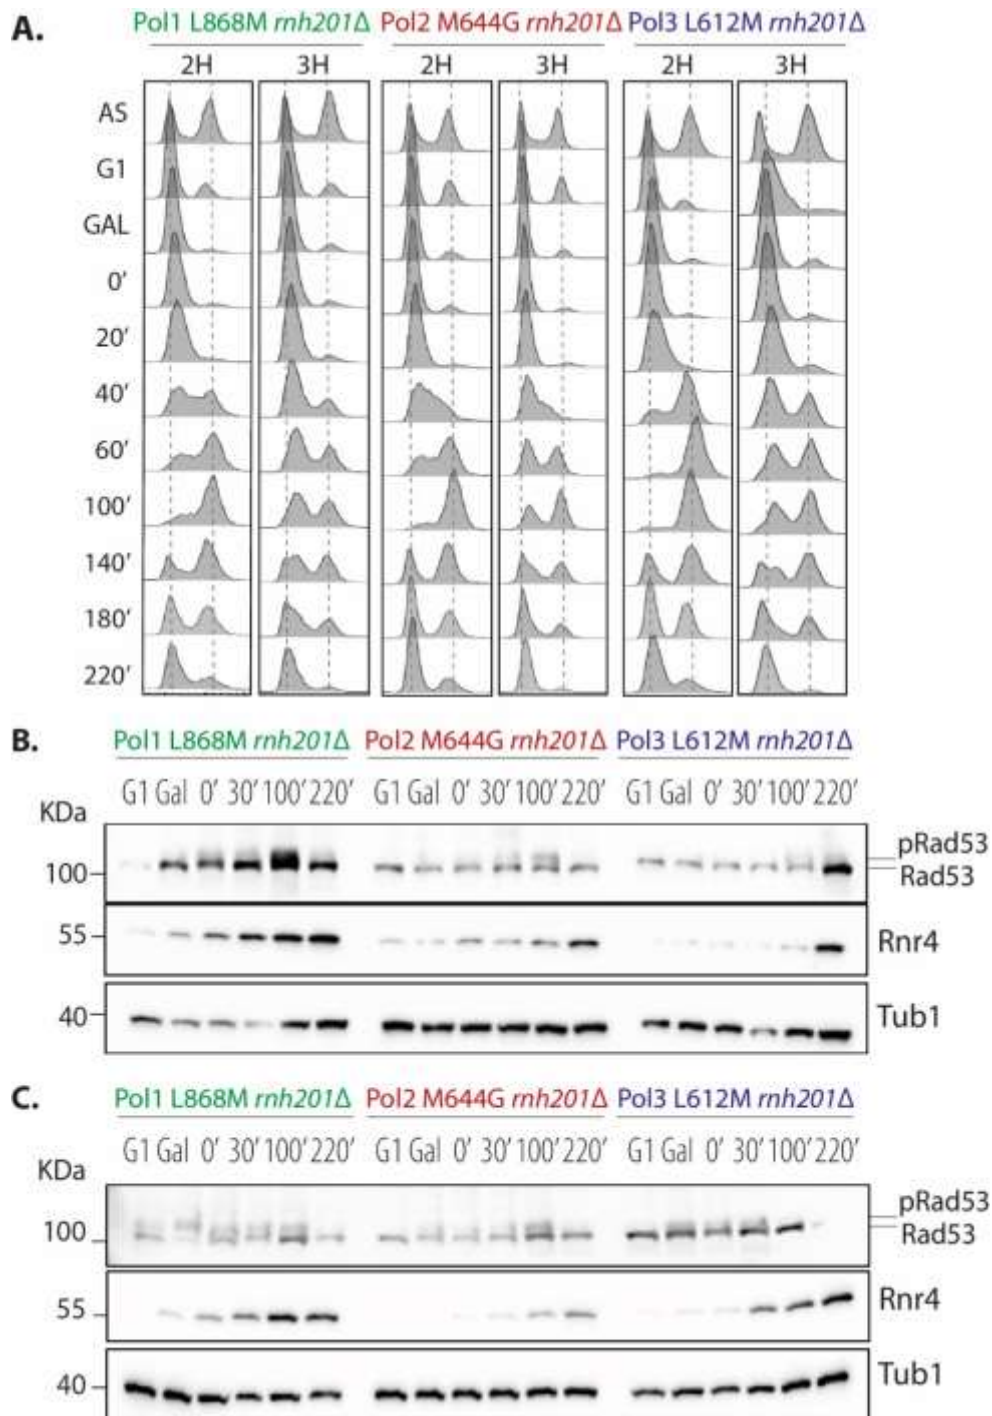 A.
Pol1 L868M rnh201Δ Pol2 M644G rnh201Δ Pol3 L612M rnh201Δ
2H 3H 2H 3H 2H 3H
AS
G1
GAL
0′
20′
40′
60′
100′
140′
180′
220′
B.
Pol1 L868M rnh201Δ Pol2 M644G rnh201Δ Pol3 L612M rnh201Δ
G1 Gal 0′ 30′ 100′ 220′ G1 Gal 0′ 30′ 100′ 220′ G1 Gal 0′ 30′ 100′ 220′
KDa
pRad53
100
Rad53
55
Rnr4
40
Tub1
C.
Pol1 L868M rnh201Δ Pol2 M644G rnh201Δ Pol3 L612M rnh201Δ
G1 Gal 0′ 30′ 100′ 220′ G1 Gal 0′ 30′ 100′ 220′ G1 Gal 0′ 30′ 100′ 220′
KDa
pRad53
100
Rad53
55
Rnr4
40
Tub1